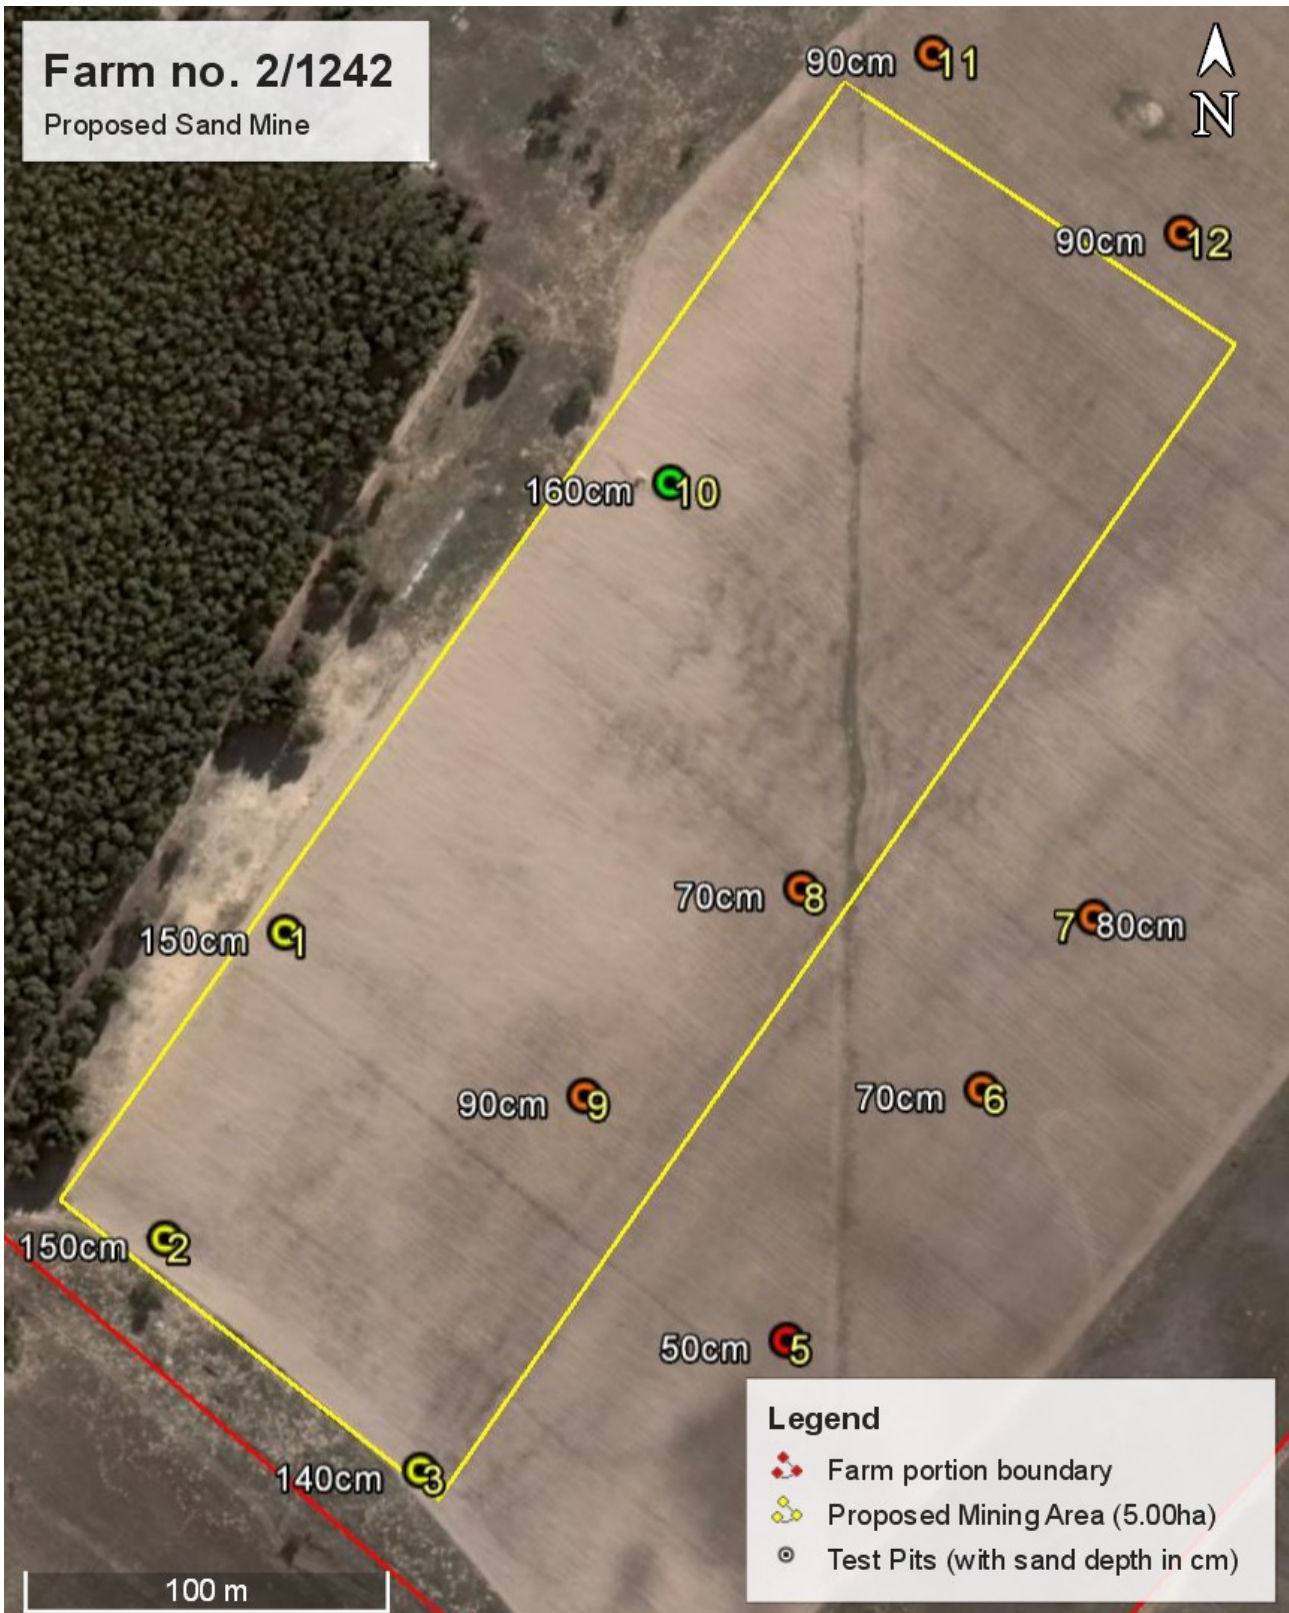 Farm no. 2/1242
Proposed Sand Mine
90cm 11
N
90cm 12
160cm 10
70cm 8
7 80cm
150cm 1
90cm 9
70cm 6
150cm 2
50cm 5
140cm 3
Legend
Farm portion boundary
Proposed Mining Area (5.00ha)
Test Pits (with sand depth in cm)
100 m